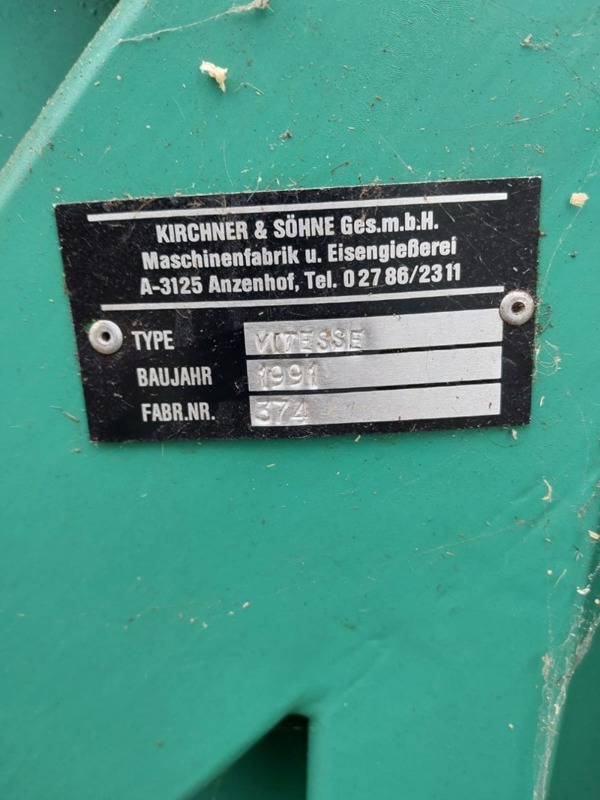 KIRCHNER & SÖHNE Ges.m.b.H.
Maschinenfabrik u. Eisengießerei
A-3125 Anzenhof, Tel. 0 27 86/23 11
TYPE VITESSE
BAUJAHR 1991
FABR.NR. 374